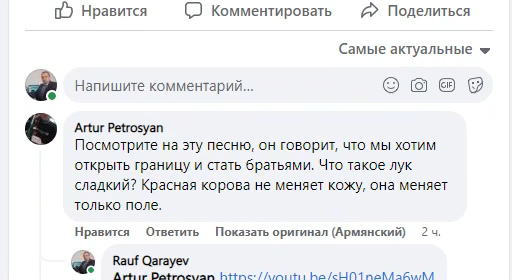 Нравится Комментировать Поделиться
Самые актуальные
Напишите комментарий...
GIF
Artur Petrosyan
Посмотрите на эту песню, он говорит, что мы хотим
открыть границу и стать братьями. Что такое лук
сладкий? Красная корова не меняет кожу, она меняет
только поле.
Нравится Ответить Показать оригинал (Армянский) 2 ч.
Rauf Qarayev
Artur Petrosyan https://youtu.be/sH01neMa6wM